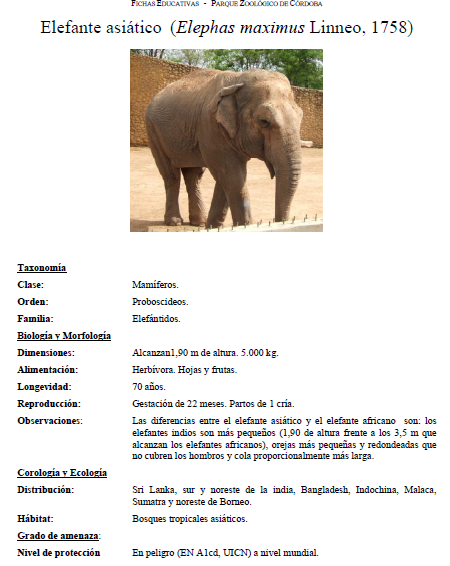 FICHAS EDUCATIVAS - PARQUE ZOOLÓGICO DE CÓRDOBA
Elefante asiático (Elephas maximus Linneo, 1758)
Taxonomía
Clase: Mamíferos.
Orden: Proboscideos.
Familia: Elefántidos.
Biología y Morfología
Dimensiones: Alcanzan1,90 m de altura. 5.000 kg.
Alimentación: Herbívora. Hojas y frutas.
Longevidad: 70 años.
Reproducción: Gestación de 22 meses. Partos de 1 cría.
Observaciones: Las diferencias entre el elefante asiático y el elefante africano son: los
elefantes indios son más pequeños (1,90 de altura frente a los 3,5 m que
alcanzan los elefantes africanos), orejas más pequeñas y redondeadas que
no cubren los hombros y cola proporcionalmente más larga.
Corología y Ecología
Distribución: Sri Lanka, sur y noreste de la india, Bangladesh, Indochina, Malaca,
Sumatra y noreste de Borneo.
Hábitat: Bosques tropicales asiáticos.
Grado de amenaza:
Nivel de protección En peligro (EN A1cd, UICN) a nivel mundial.